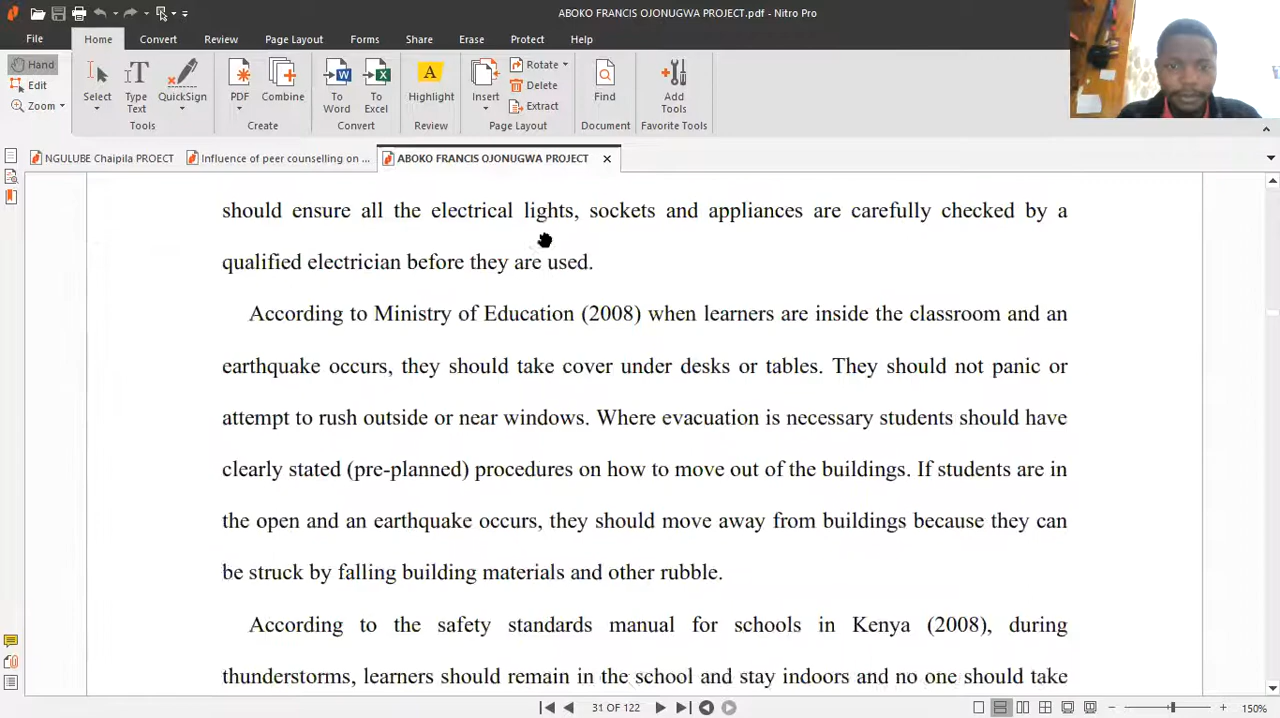 ABOKO FRANCIS OJONUGWA PROJECT.pdf - Nitro Pro
File Home Convert Review Page Layout Forms Share Erase Protect Help
Hand
Edit
Zoom
Select
Type Text
QuickSign
Tools
PDF
Combine
Create
To Word
To Excel
Convert
Highlight
Review
Insert
Rotate
Delete
Extract
Page Layout
Find
Document
Add Tools
Favorite Tools
NGULUBE Chaipila PROECT
Influence of peer counselling on ...
ABOKO FRANCIS OJONUGWA PROJECT
should ensure all the electrical lights, sockets and appliances are carefully checked by a
qualified electrician before they are used.
According to Ministry of Education (2008) when learners are inside the classroom and an
earthquake occurs, they should take cover under desks or tables. They should not panic or
attempt to rush outside or near windows. Where evacuation is necessary students should have
clearly stated (pre-planned) procedures on how to move out of the buildings. If students are in
the open and an earthquake occurs, they should move away from buildings because they can
be struck by falling building materials and other rubble.
According to the safety standards manual for schools in Kenya (2008), during
thunderstorms, learners should remain in the school and stay indoors and no one should take
31 OF 122
150%